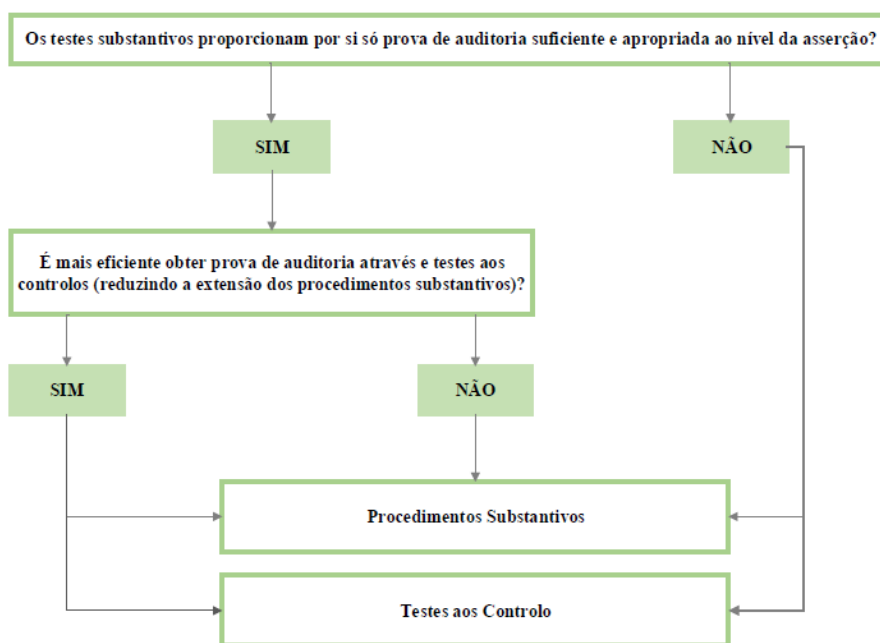 Os testes substantivos proporcionam por si só prova de auditoria suficiente e apropriada ao nível da asserção?
SIM
NÃO
É mais eficiente obter prova de auditoria através e testes aos
controlos (reduzindo a extensão dos procedimentos substantivos)?
SIM
NÃO
Procedimentos Substantivos
Testes aos Controlo